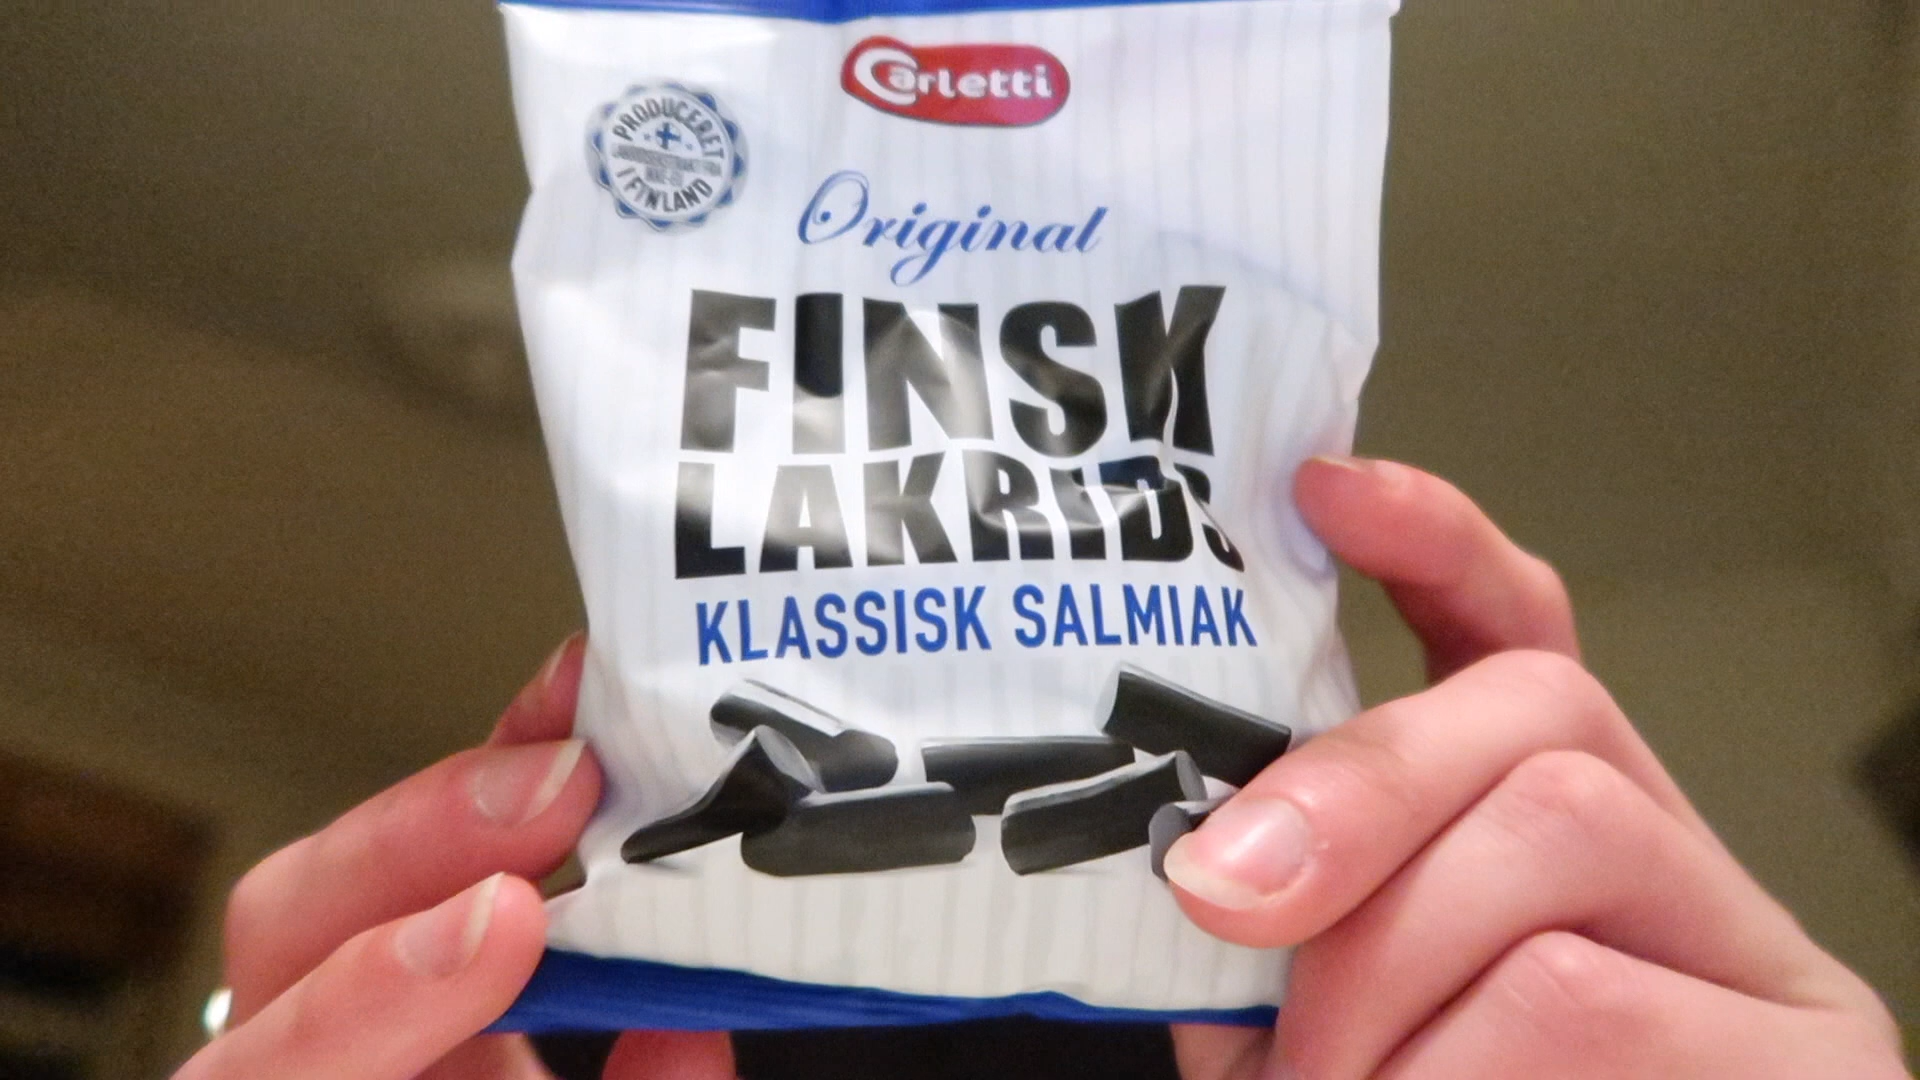 Carletti
PRODUCERET
I FINLAND
Original
FINSK
LAKRIDS
KLASSISK SALMIAK